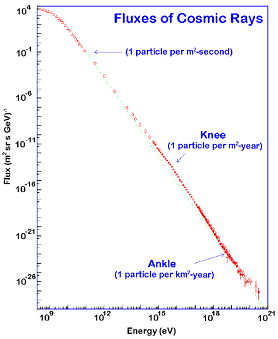 Fluxes of Cosmic Rays
10⁴
(1 particle per m²-second)
10⁻¹
10⁻⁶
Knee
(1 particle per m²-year)
10⁻¹¹
10⁻¹⁶
10⁻²¹
Ankle
(1 particle per km²-year)
10⁻²⁶
Flux (m² sr s GeV)⁻¹
10⁹ 10¹² 10¹⁵ 10¹⁸ 10²¹
Energy (eV)